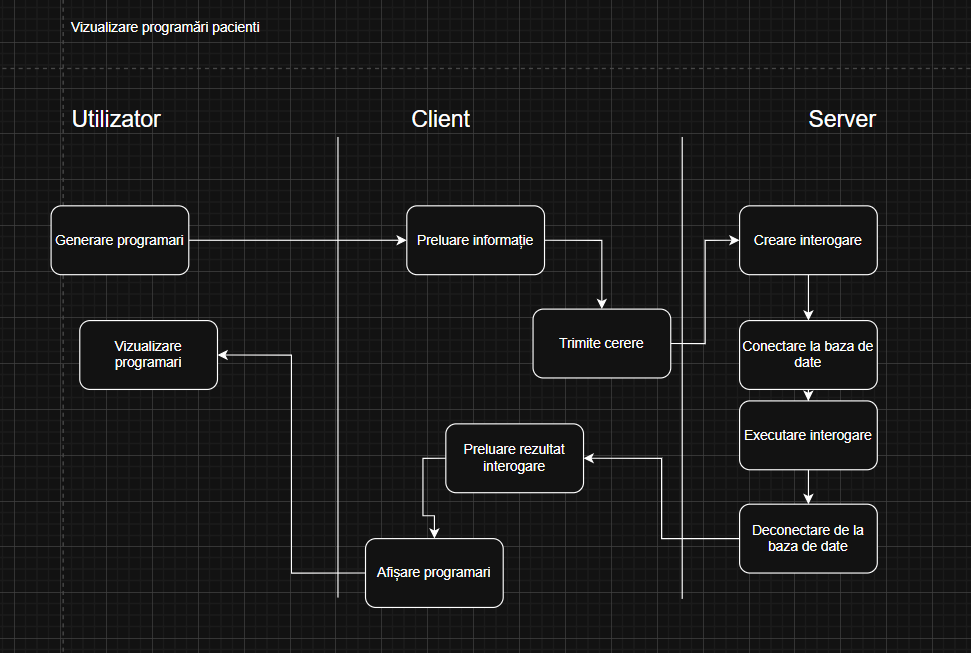 Vizualizare programări pacienti
Utilizator
Client
Server
Generare programari
Preluare informație
Creare interogare
Trimite cerere
Vizualizare
programari
Conectare la baza de
date
Executare interogare
Preluare rezultat
interogare
Deconectare de la
baza de date
Afișare programari